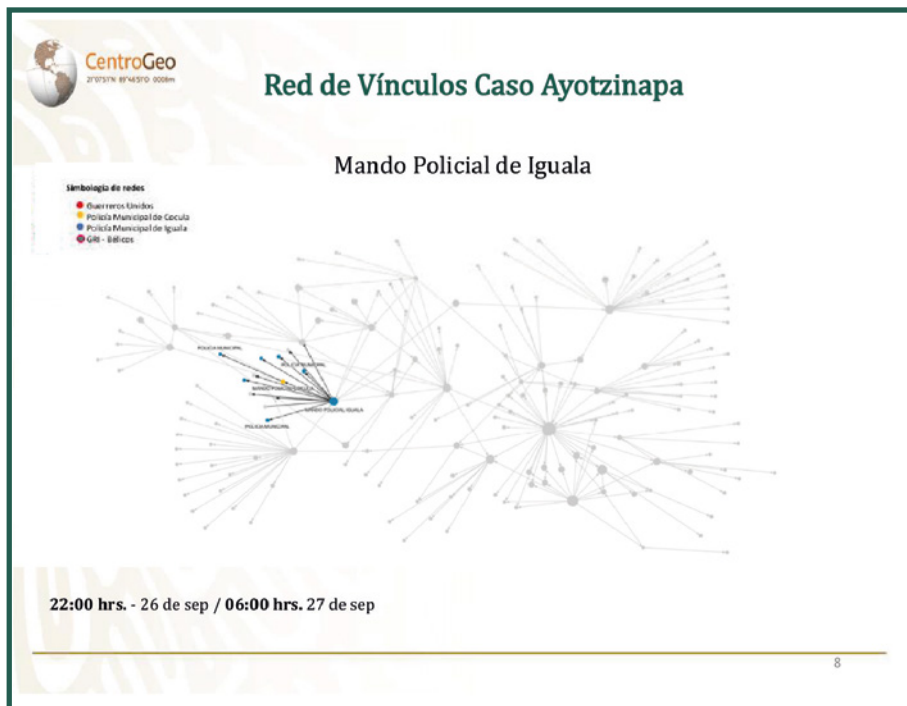 CentroGeo
Red de Vínculos Caso Ayotzinapa
Mando Policial de Iguala
Simbología de redes
Guerreros Unidos
Policía Municipal de Cocula
Policía Municipal de Iguala
GRI - Bélicos
POLICIA MUNICIPAL
POLICIA MUNICIPAL
MANDO POLICIAL, IGUALA
POLICIA MUNICIPAL
22:00 hrs. - 26 de sep / 06:00 hrs. 27 de sep
8